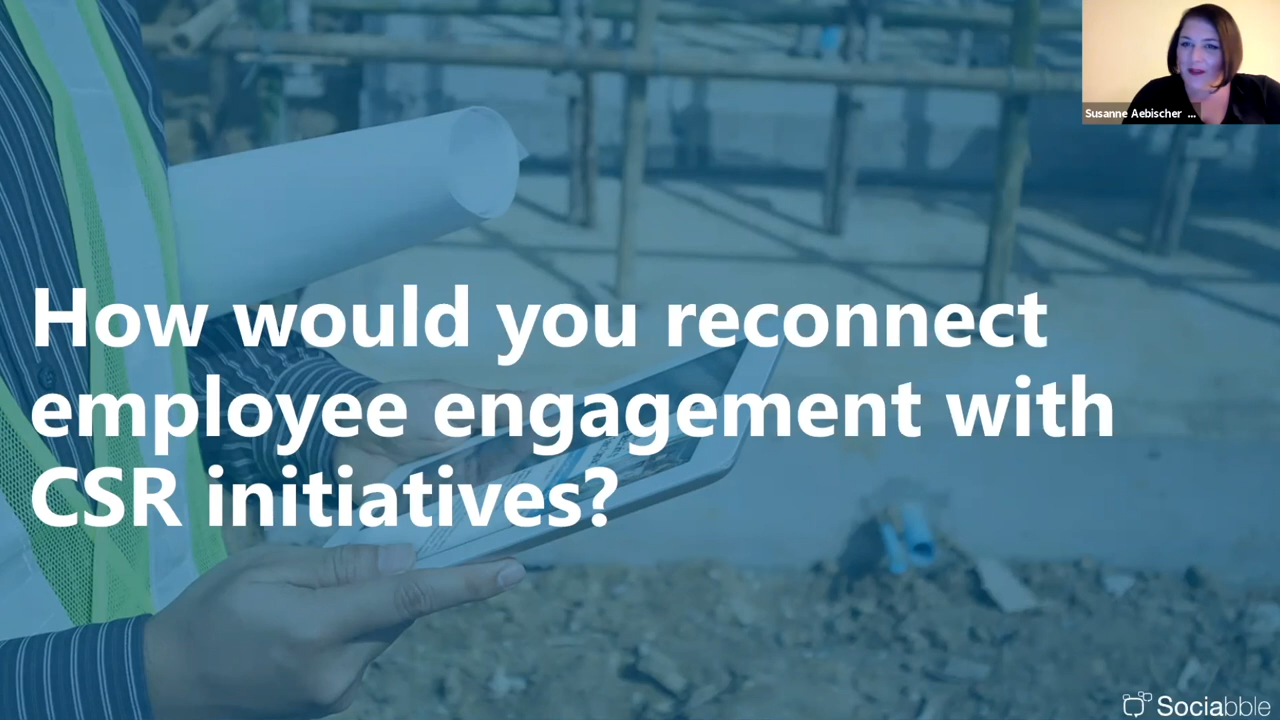 Susanne Aebischer ...
How would you reconnect
employee engagement with
CSR initiatives?
Sociabble